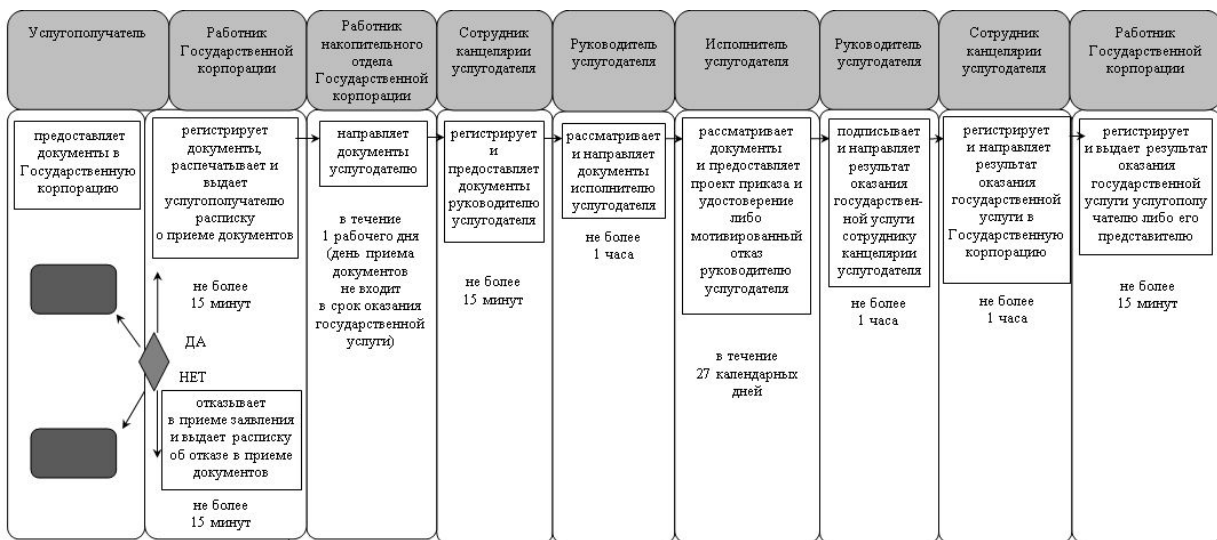 Услугополучатель
Работник
Государственной
корпорации
Работник
накопительного
отдела
Государственной
корпорации
Сотрудник
канцелярии
услугодателя
Руководитель
услугодателя
Исполнитель
услугодателя
Руководитель
услугодателя
Сотрудник
канцелярии
услугодателя
Работник
Государственной
корпорации
предоставляет
документы в
Государственную
корпорацию
регистрирует
документы,
распечатывает и
выдает
услугополучателю
расписку
о приеме документов
не более
15 минут
ДА
НЕТ
отказывает
в приеме заявления
и выдает расписку
об отказе в приеме
документов
не более
15 минут
направляет
документы
услугодателю
в течение
1 рабочего дня
(день приема
документов
не входит
в срок оказания
государственной
услуги)
регистрирует
и
предоставляет
документы
руководителю
услугодателя
не более
15 минут
рассматривает
и направляет
документы
исполнителю
услугодателя
не более
1 часа
рассматривает
документы
и предоставляет
проект приказа и
удостоверение
либо
мотивированный
отказ
руководителю
услугодателя
в течение
27 календарных
дней
подписывает
и направляет
результат
оказания
государствен-
ной услуги
сотруднику
канцелярии
услугодателя
не более
1 часа
регистрирует
и направляет
результат
оказания
государственной
услуги в
Государственную
корпорацию
не более
1 часа
регистрирует
и выдает результат
оказания
государственной
услуги услугополу
чателю либо его
представителю
не более
15 минут